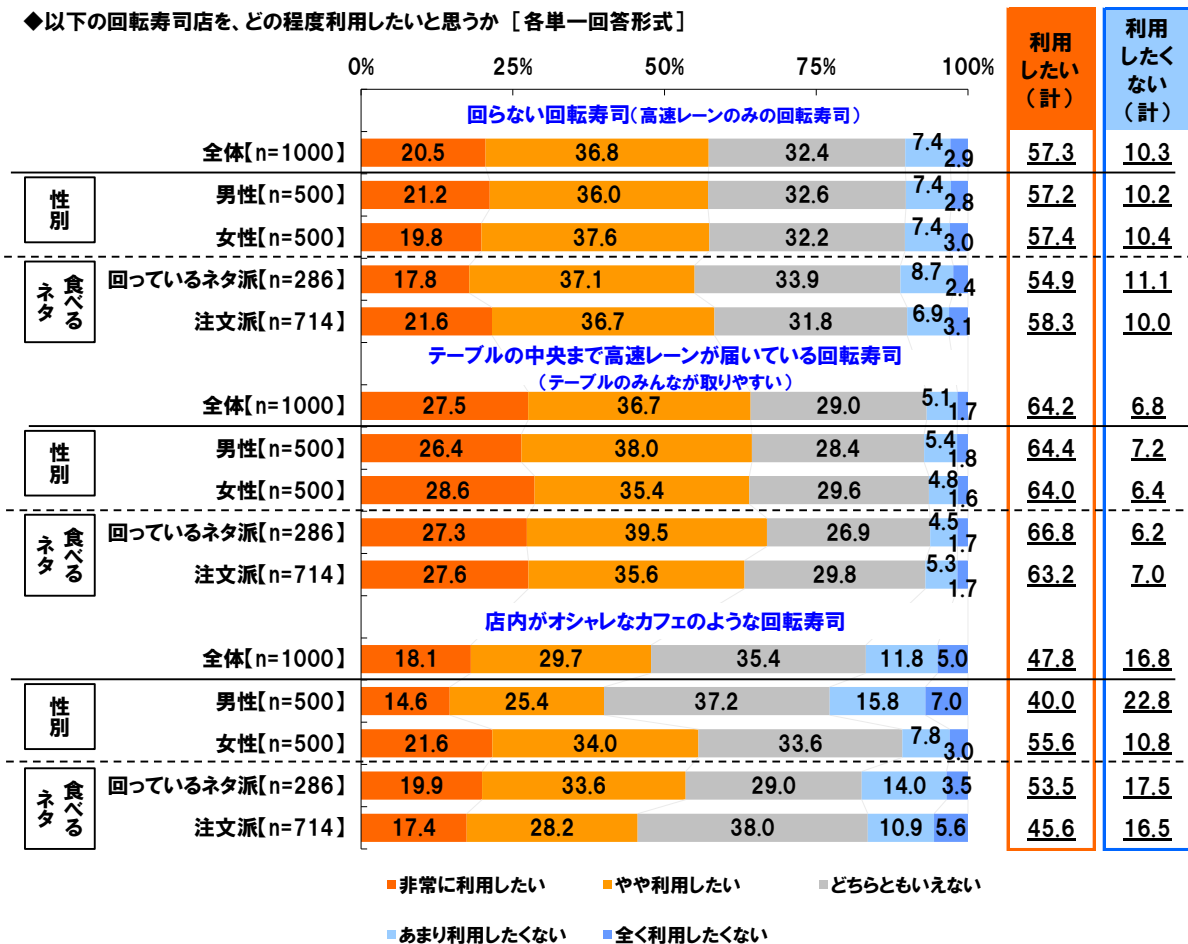 ◆以下の回転寿司店を、どの程度利用したいと思うか ［各単一回答形式］
利用
したい
（計）
利用
したく
ない
（計）
0% 25% 50% 75% 100%
回らない回転寿司（高速レーンのみの回転寿司）
全体【n=1000】 20.5 36.8 32.4 7.4 2.9 57.3 10.3
性別
男性【n=500】 21.2 36.0 32.6 7.4 2.8 57.2 10.2
女性【n=500】 19.8 37.6 32.2 7.4 3.0 57.4 10.4
食べる
ネタ
回っているネタ派【n=286】 17.8 37.1 33.9 8.7 2.4 54.9 11.1
注文派【n=714】 21.6 36.7 31.8 6.9 3.1 58.3 10.0
テーブルの中央まで高速レーンが届いている回転寿司
（テーブルのみんなが取りやすい）
全体【n=1000】 27.5 36.7 29.0 5.1 1.7 64.2 6.8
性別
男性【n=500】 26.4 38.0 28.4 5.4 1.8 64.4 7.2
女性【n=500】 28.6 35.4 29.6 4.8 1.6 64.0 6.4
食べる
ネタ
回っているネタ派【n=286】 27.3 39.5 26.9 4.5 1.7 66.8 6.2
注文派【n=714】 27.6 35.6 29.8 5.3 1.7 63.2 7.0
店内がオシャレなカフェのような回転寿司
全体【n=1000】 18.1 29.7 35.4 11.8 5.0 47.8 16.8
性別
男性【n=500】 14.6 25.4 37.2 15.8 7.0 40.0 22.8
女性【n=500】 21.6 34.0 33.6 7.8 3.0 55.6 10.8
食べる
ネタ
回っているネタ派【n=286】 19.9 33.6 29.0 14.0 3.5 53.5 17.5
注文派【n=714】 17.4 28.2 38.0 10.9 5.6 45.6 16.5
非常に利用したい やや利用したい どちらともいえない
あまり利用したくない 全く利用したくない